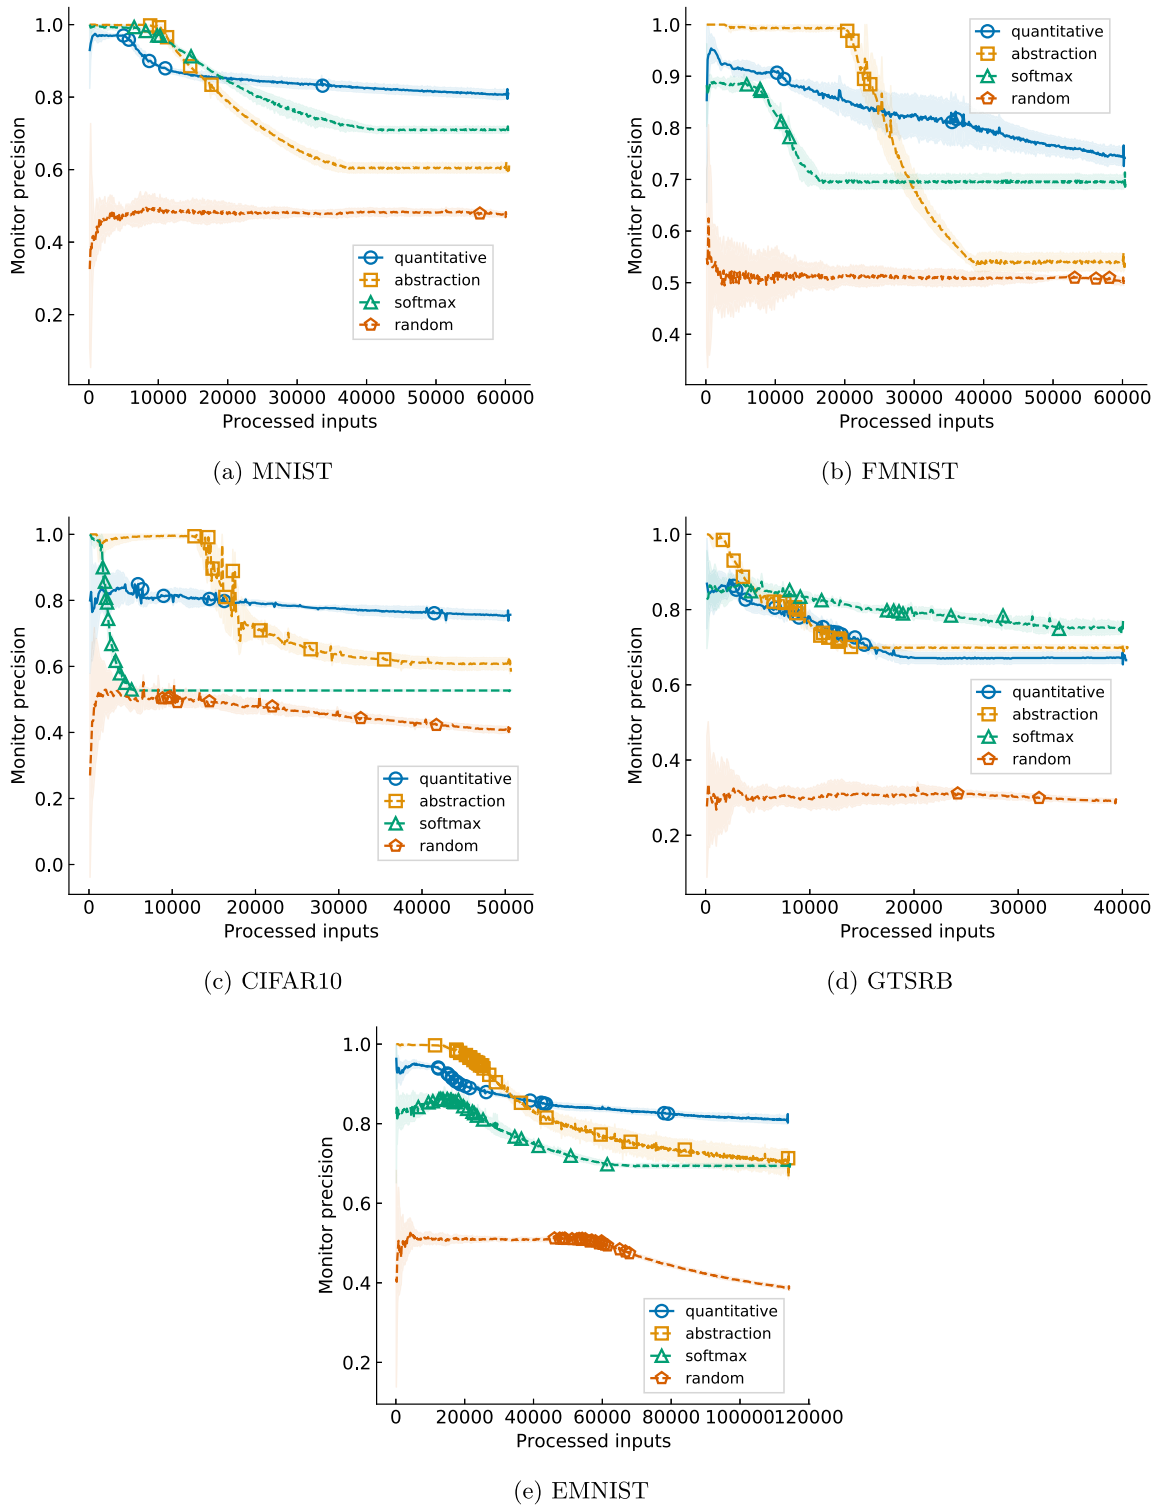 1.0
0.8
0.6
0.4
0.2
Monitor precision
quantitative
abstraction
softmax
random
0 10000 20000 30000 40000 50000 60000
Processed inputs
(a) MNIST
1.0
0.9
0.8
0.7
0.6
0.5
0.4
Monitor precision
quantitative
abstraction
softmax
random
0 10000 20000 30000 40000 50000 60000
Processed inputs
(b) FMNIST
1.0
0.8
0.6
0.4
0.2
0.0
Monitor precision
quantitative
abstraction
softmax
random
0 10000 20000 30000 40000 50000
Processed inputs
(c) CIFAR10
1.0
0.8
0.6
0.4
0.2
Monitor precision
quantitative
abstraction
softmax
random
0 10000 20000 30000 40000
Processed inputs
(d) GTSRB
1.0
0.8
0.6
0.4
0.2
Monitor precision
quantitative
abstraction
softmax
random
0 20000 40000 60000 80000 100000 120000
Processed inputs
(e) EMNIST